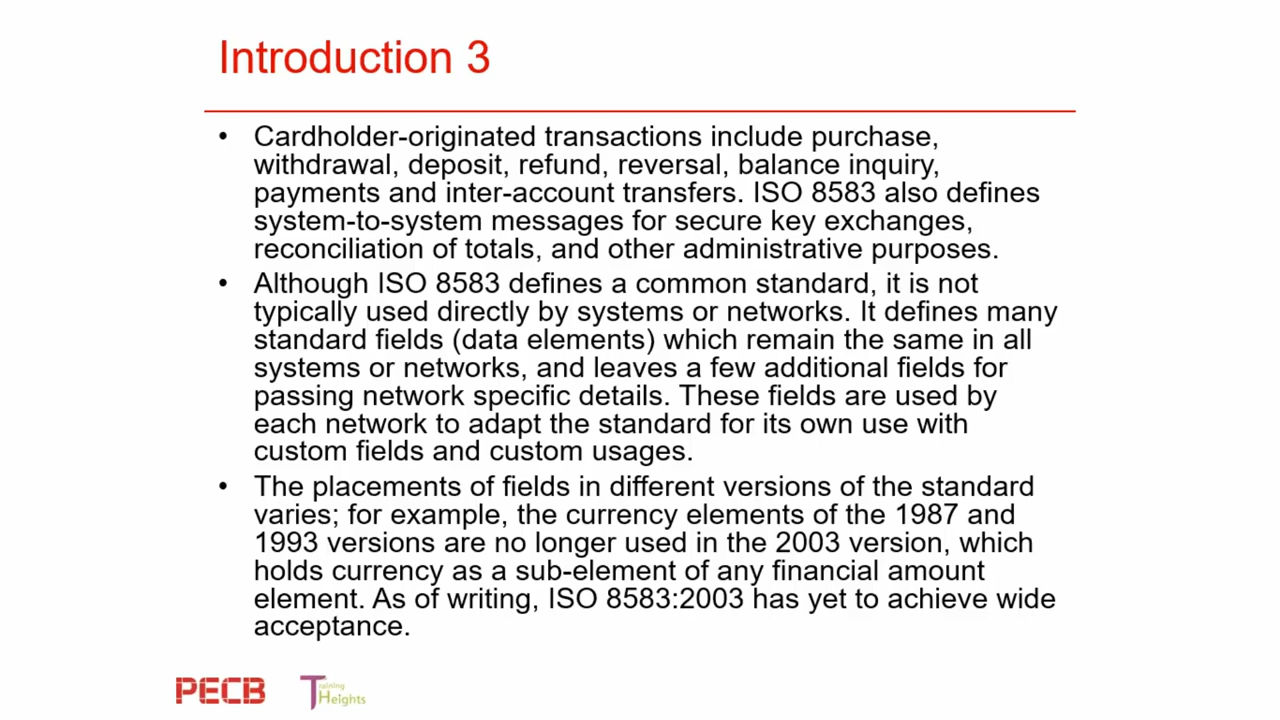 Introduction 3
• Cardholder-originated transactions include purchase,
withdrawal, deposit, refund, reversal, balance inquiry,
payments and inter-account transfers. ISO 8583 also defines
system-to-system messages for secure key exchanges,
reconciliation of totals, and other administrative purposes.
• Although ISO 8583 defines a common standard, it is not
typically used directly by systems or networks. It defines many
standard fields (data elements) which remain the same in all
systems or networks, and leaves a few additional fields for
passing network specific details. These fields are used by
each network to adapt the standard for its own use with
custom fields and custom usages.
• The placements of fields in different versions of the standard
varies; for example, the currency elements of the 1987 and
1993 versions are no longer used in the 2003 version, which
holds currency as a sub-element of any financial amount
element. As of writing, ISO 8583:2003 has yet to achieve wide
acceptance.
PECB
Training
Heights